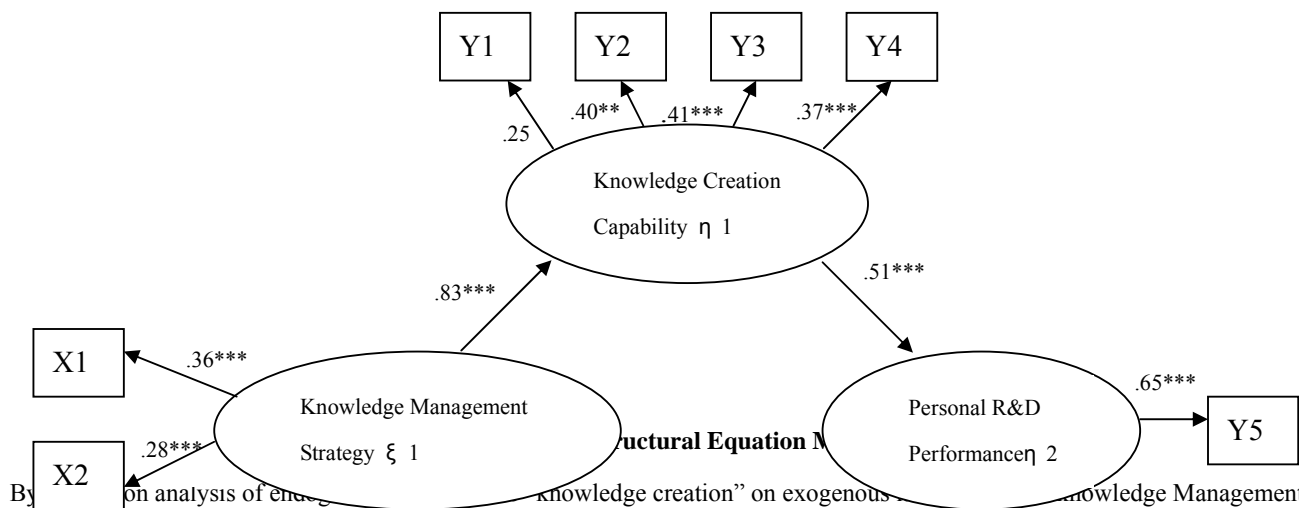 Y1 Y2 Y3 Y4
.25 .40** .41*** .37***
Knowledge Creation
Capability η 1
.83*** .51***
X1 .36***
Knowledge Management
Strategy ξ 1
X2 .28***
Personal R&D
Performanceη 2
.65*** Y5
ructural Equation M
By on analysis of endog knowledge creation” on exogenous nowledge Management